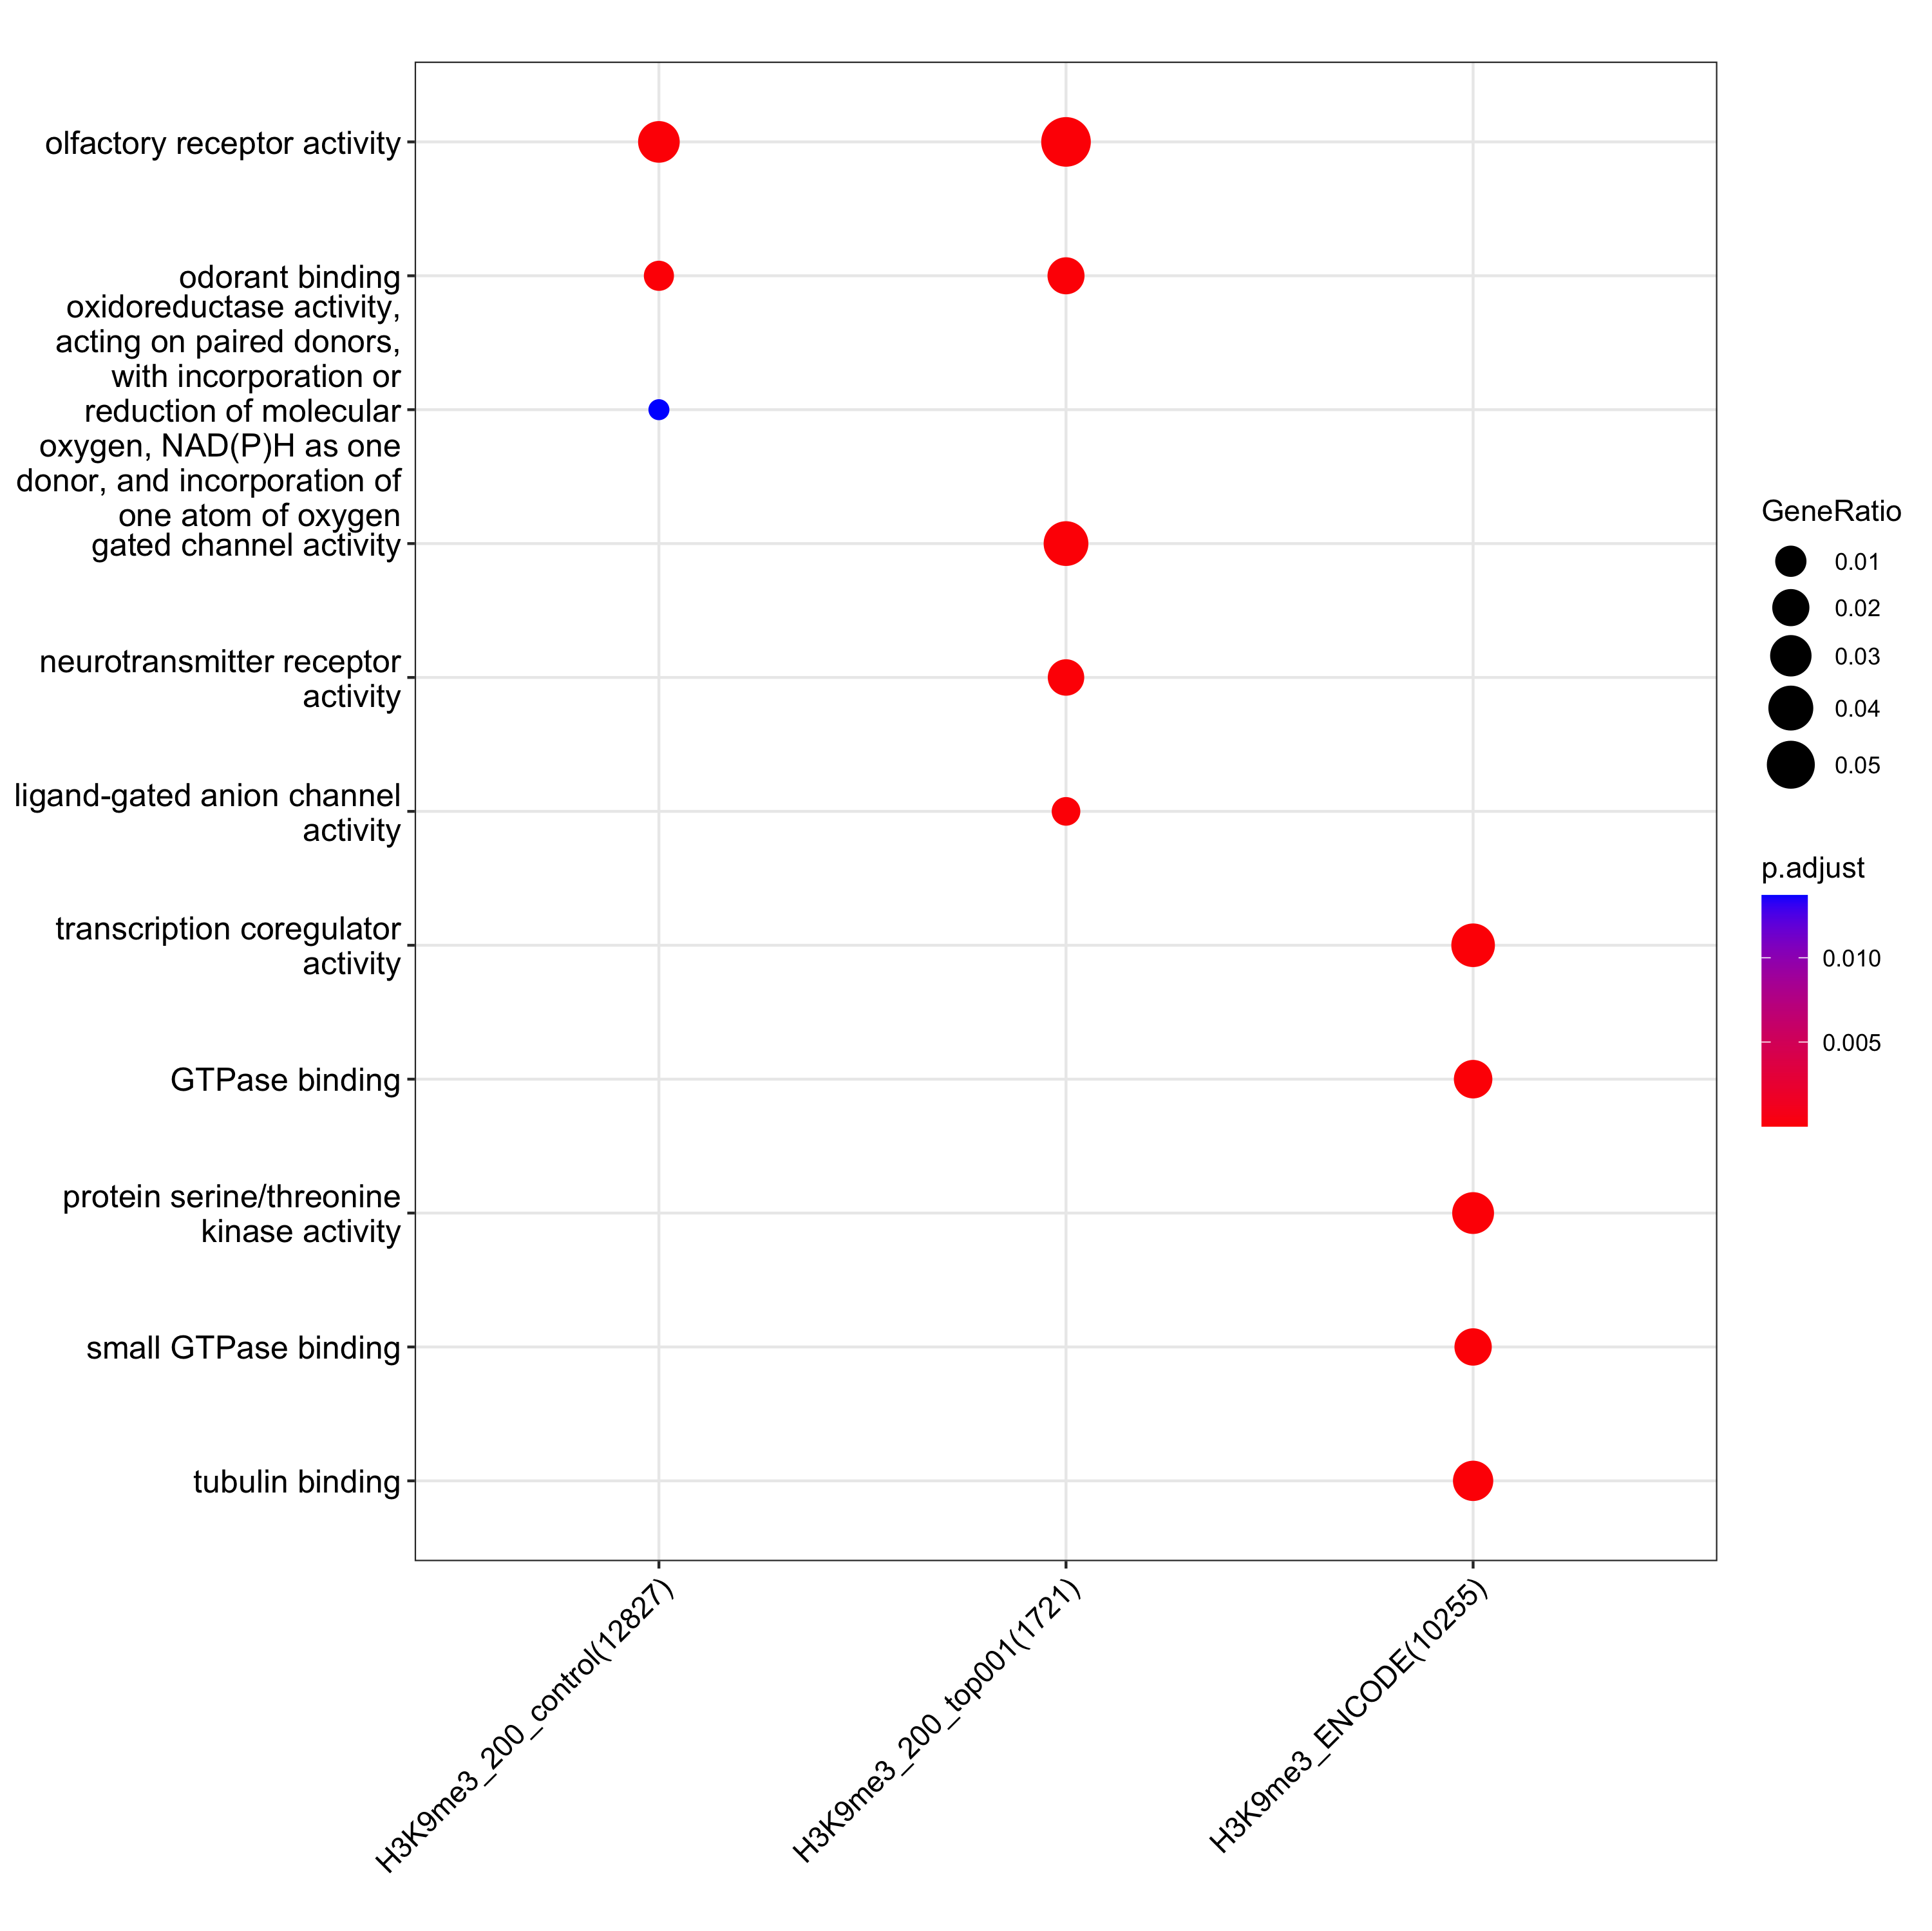 olfactory receptor activity
odorant binding
oxidoreductase activity,
acting on paired donors,
with incorporation or
reduction of molecular
oxygen, NAD(P)H as one
donor, and incorporation of
one atom of oxygen
gated channel activity
neurotransmitter receptor
activity
ligand-gated anion channel
activity
transcription coregulator
activity
GTPase binding
protein serine/threonine
kinase activity
small GTPase binding
tubulin binding
H3K9me3_200_control(12827)
H3K9me3_200_top001(1721)
H3K9me3_ENCODE(10255)
GeneRatio
0.01
0.02
0.03
0.04
0.05
p.adjust
0.010
0.005